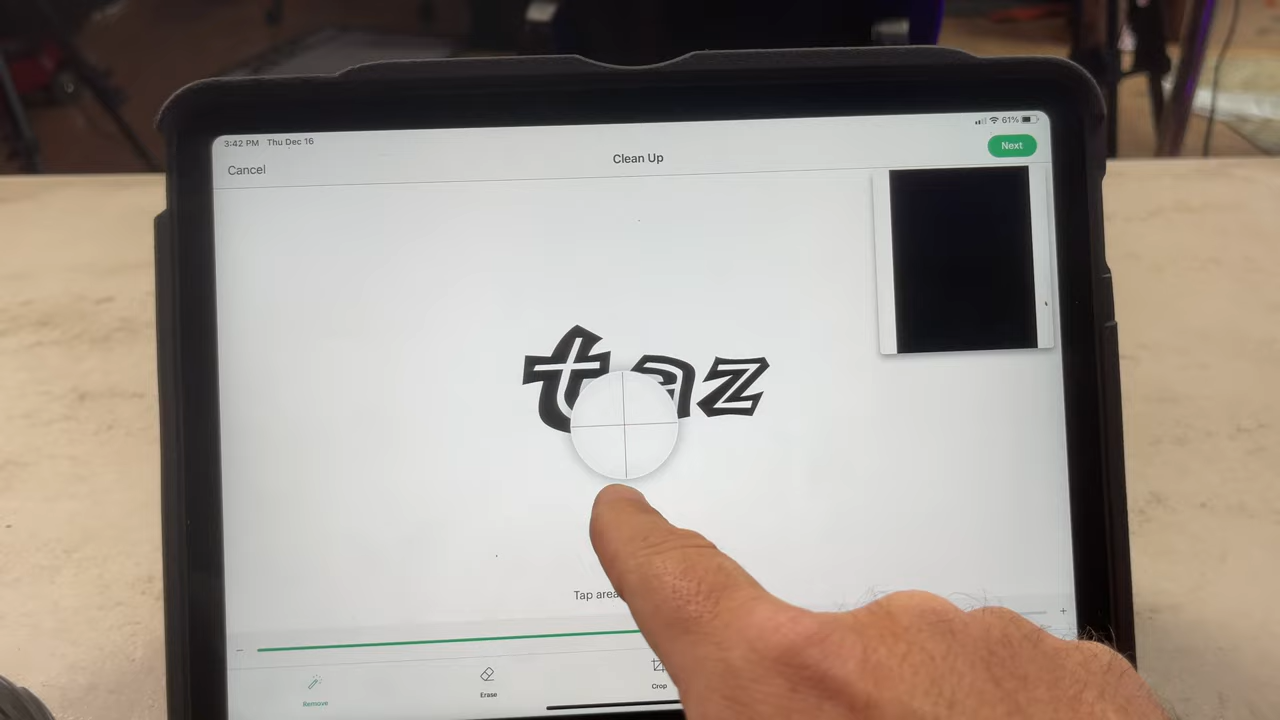 3:42 PM Thu Dec 16
61%
Cancel
Clean Up
Next
taz
Tap area
− +
Remove
Erase
Crop